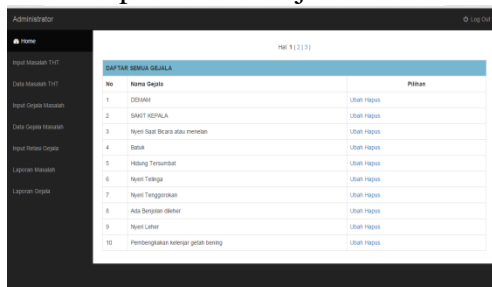 Administrator
Log Out
Home
Input Masalah THT
Data Masalah THT
Input Gejala Masalah
Data Gejala Masalah
Input Relasi Gejala
Laporan Masalah
Laporan Gejala
Hal: 1 | 2 | 3 |
DAFTAR SEMUA GEJALA
No Nama Gejala Pilihan
1 DEMAM Ubah Hapus
2 SAKIT KEPALA Ubah Hapus
3 Nyeri Saat Bicara atau menelan Ubah Hapus
4 Batuk Ubah Hapus
5 Hidung Tersumbat Ubah Hapus
6 Nyeri Telinga Ubah Hapus
7 Nyeri Tenggorokan Ubah Hapus
8 Ada Benjolan dileher Ubah Hapus
9 Nyeri Leher Ubah Hapus
10 Pembengkakan kelenjar getah bening Ubah Hapus